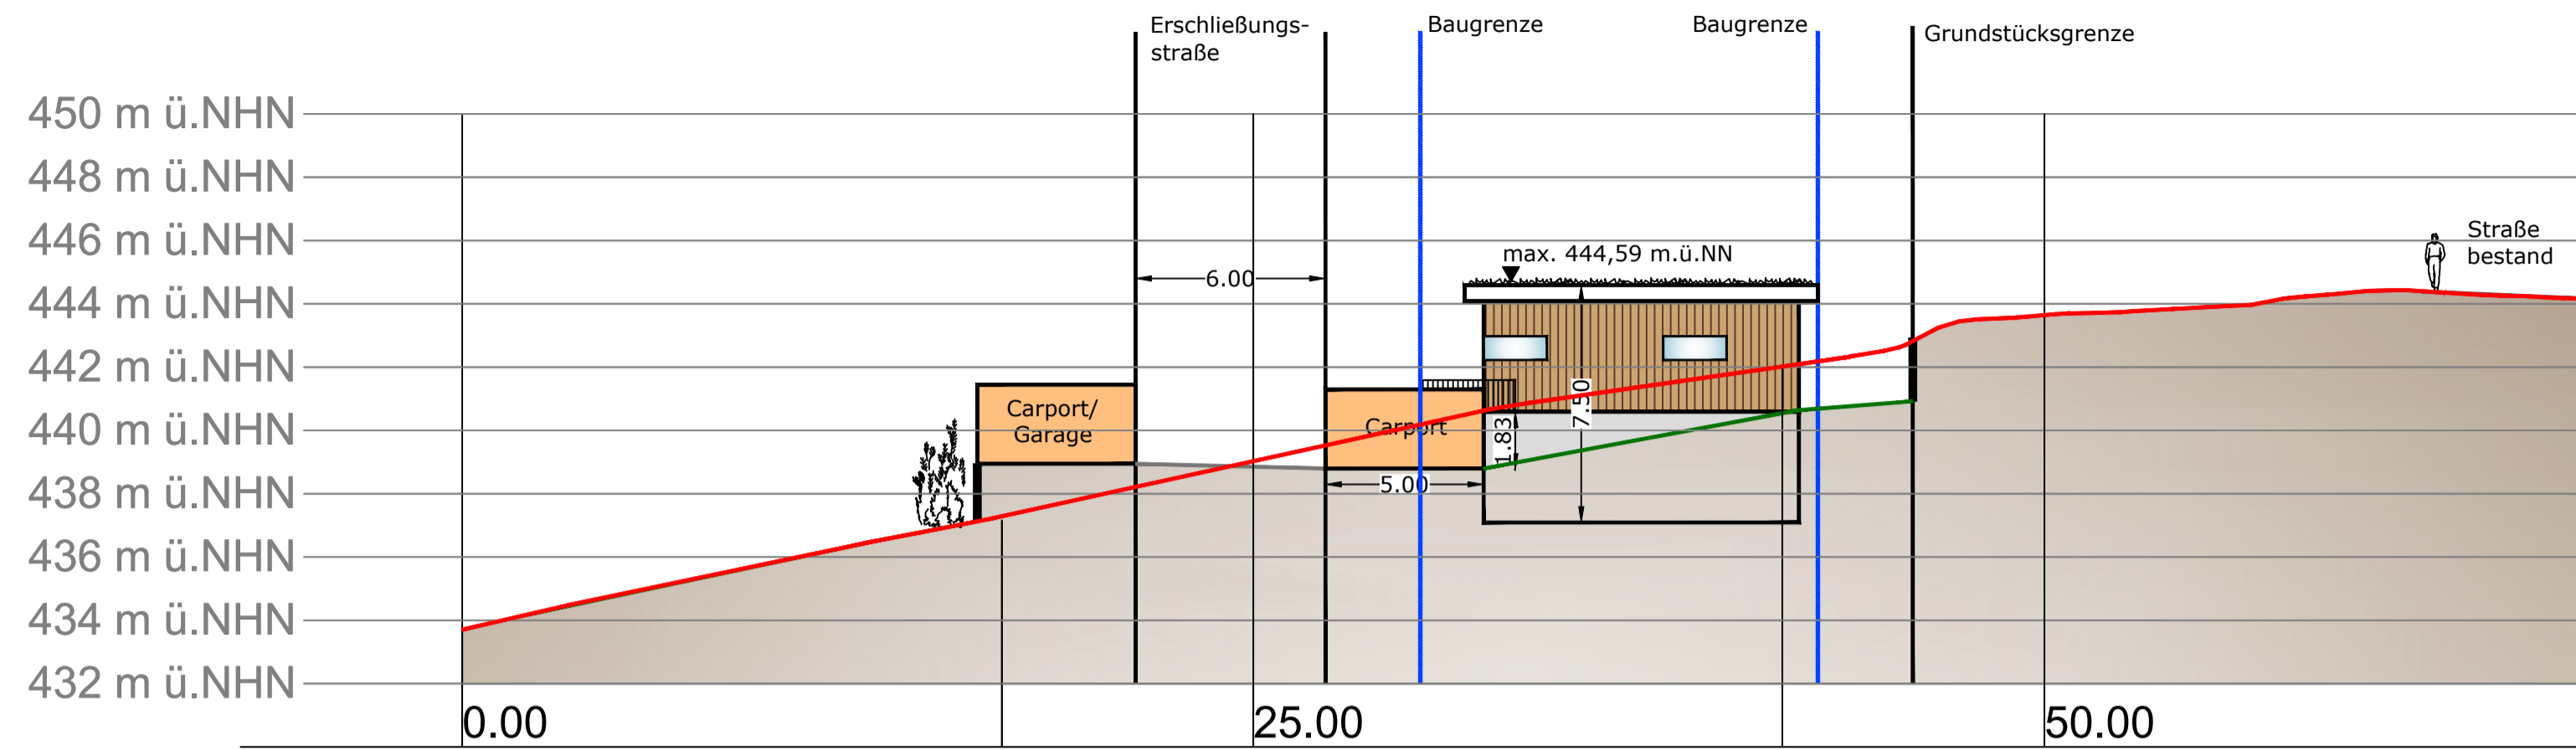 Erschließungs-
straße
Baugrenze
Baugrenze
Grundstücksgrenze
450 m ü.NHN
448 m ü.NHN
446 m ü.NHN
444 m ü.NHN
442 m ü.NHN
440 m ü.NHN
438 m ü.NHN
436 m ü.NHN
434 m ü.NHN
432 m ü.NHN
6.00
max. 444,59 m.ü.NN
Straße
bestand
Carport/
Garage
Carport
1.83
7.50
5.00
0.00
25.00
50.00